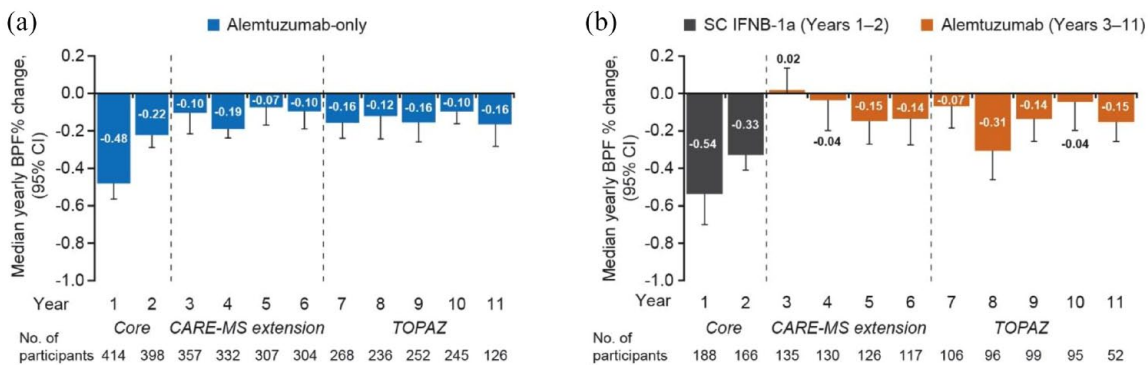 (a)
Alemtuzumab-only
Median yearly BPF% change,
(95% CI)
0.2
0.0
-0.2
-0.4
-0.6
-0.8
-1.0
-0.48
-0.22
-0.10
-0.19
-0.07
-0.10
-0.16
-0.12
-0.16
-0.10
-0.16
Year 1 2 3 4 5 6 7 8 9 10 11
Core CARE-MS extension TOPAZ
No. of
participants 414 398 357 332 307 304 268 236 252 245 126
(b)
SC IFNB-1a (Years 1–2) Alemtuzumab (Years 3–11)
Median yearly BPF% change,
(95% CI)
0.2
0.0
-0.2
-0.4
-0.6
-0.8
-1.0
-0.54
-0.33
0.02
-0.04
-0.15
-0.14
-0.07
-0.31
-0.14
-0.04
-0.15
Year 1 2 3 4 5 6 7 8 9 10 11
Core CARE-MS extension TOPAZ
No. of
participants 188 166 135 130 126 117 106 96 99 95 52